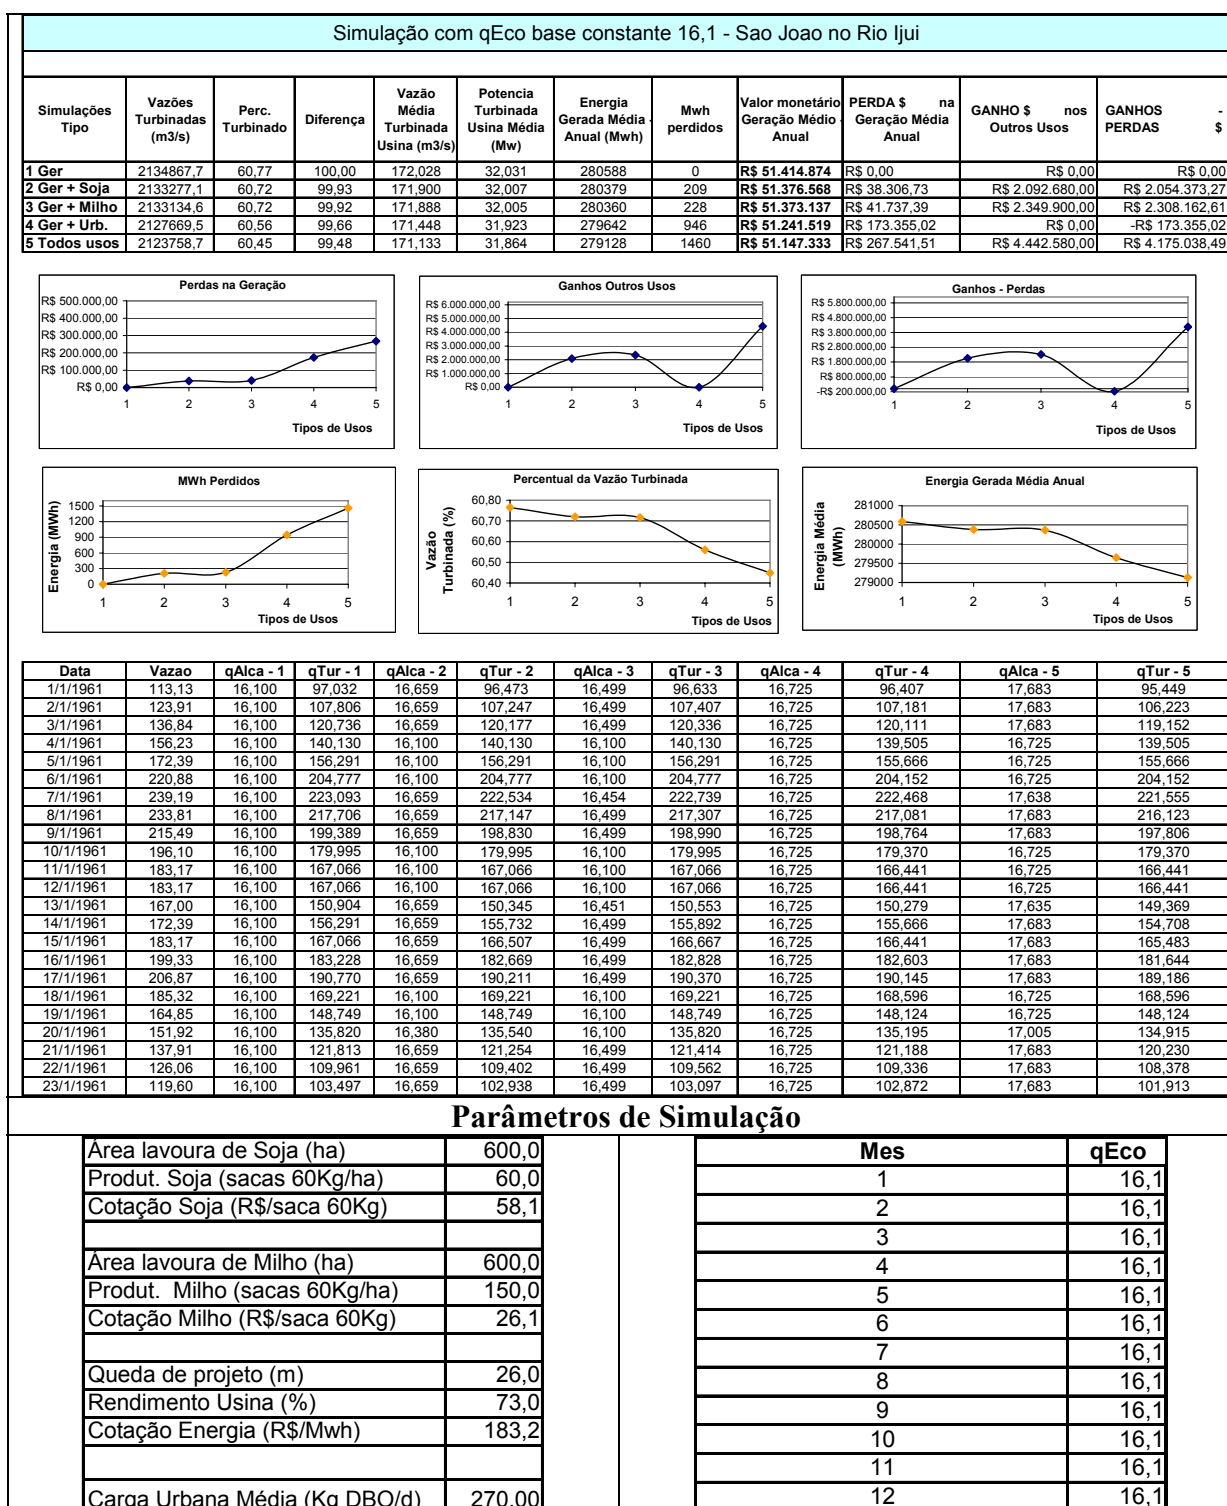 Simulação com qEco base constante 16,1 - Sao Joao no Rio Ijui
Simulações Tipo | Vazões Turbinadas (m3/s) | Perc. Turbinado | Diferença | Vazão Média Turbinada Usina (m3/s) | Potencia Turbinada Usina Média (Mw) | Energia Gerada Média - Anual (Mwh) | Mwh perdidos | Valor monetário Geração Médio - Anual | PERDA $ na Geração Média Anual | GANHO $ nos Outros Usos | GANHOS - PERDAS $
1 Ger | 2134867,7 | 60,77 | 100,00 | 172,028 | 32,031 | 280588 | 0 | R$ 51.414.874 | R$ 0,00 | R$ 0,00 | R$ 0,00
2 Ger + Soja | 2133277,1 | 60,72 | 99,93 | 171,900 | 32,007 | 280379 | 209 | R$ 51.376.568 | R$ 38.306,73 | R$ 2.092.680,00 | R$ 2.054.373,27
3 Ger + Milho | 2133134,6 | 60,72 | 99,92 | 171,888 | 32,005 | 280360 | 228 | R$ 51.373.137 | R$ 41.737,39 | R$ 2.349.900,00 | R$ 2.308.162,61
4 Ger + Urb. | 2127669,5 | 60,56 | 99,66 | 171,448 | 31,923 | 279642 | 946 | R$ 51.241.519 | R$ 173.355,02 | R$ 0,00 | -R$ 173.355,02
5 Todos usos | 2123758,7 | 60,45 | 99,48 | 171,133 | 31,864 | 279128 | 1460 | R$ 51.147.333 | R$ 267.541,51 | R$ 4.442.580,00 | R$ 4.175.038,49
Perdas na Geração
R$ 500.000,00
R$ 400.000,00
R$ 300.000,00
R$ 200.000,00
R$ 100.000,00
R$ 0,00
1 2 3 4 5
Tipos de Usos
Ganhos Outros Usos
R$ 6.000.000,00
R$ 5.000.000,00
R$ 4.000.000,00
R$ 3.000.000,00
R$ 2.000.000,00
R$ 1.000.000,00
R$ 0,00
1 2 3 4 5
Tipos de Usos
Ganhos - Perdas
R$ 5.800.000,00
R$ 4.800.000,00
R$ 3.800.000,00
R$ 2.800.000,00
R$ 1.800.000,00
R$ 800.000,00
-R$ 200.000,00
1 2 3 4 5
Tipos de Usos
MWh Perdidos
Energia (MWh)
1500
1200
900
600
300
0
1 2 3 4 5
Tipos de Usos
Percentual da Vazão Turbinada
Vazão
Turbinada (%)
60,80
60,70
60,60
60,50
60,40
1 2 3 4 5
Tipos de Usos
Energia Gerada Média Anual
Energia Média
(MWh)
281000
280500
280000
279500
279000
1 2 3 4 5
Tipos de Usos
Data | Vazao | qAlca - 1 | qTur - 1 | qAlca - 2 | qTur - 2 | qAlca - 3 | qTur - 3 | qAlca - 4 | qTur - 4 | qAlca - 5 | qTur - 5
1/1/1961 | 113,13 | 16,100 | 97,032 | 16,659 | 96,473 | 16,499 | 96,633 | 16,725 | 96,407 | 17,683 | 95,449
2/1/1961 | 123,91 | 16,100 | 107,806 | 16,659 | 107,247 | 16,499 | 107,407 | 16,725 | 107,181 | 17,683 | 106,223
3/1/1961 | 136,84 | 16,100 | 120,736 | 16,659 | 120,177 | 16,499 | 120,336 | 16,725 | 120,111 | 17,683 | 119,152
4/1/1961 | 156,23 | 16,100 | 140,130 | 16,100 | 140,130 | 16,100 | 140,130 | 16,725 | 139,505 | 16,725 | 139,505
5/1/1961 | 172,39 | 16,100 | 156,291 | 16,100 | 156,291 | 16,100 | 156,291 | 16,725 | 155,666 | 16,725 | 155,666
6/1/1961 | 220,88 | 16,100 | 204,777 | 16,100 | 204,777 | 16,100 | 204,777 | 16,725 | 204,152 | 16,725 | 204,152
7/1/1961 | 239,19 | 16,100 | 223,093 | 16,659 | 222,534 | 16,454 | 222,739 | 16,725 | 222,468 | 17,638 | 221,555
8/1/1961 | 233,81 | 16,100 | 217,706 | 16,659 | 217,147 | 16,499 | 217,307 | 16,725 | 217,081 | 17,683 | 216,123
9/1/1961 | 215,49 | 16,100 | 199,389 | 16,659 | 198,830 | 16,499 | 198,990 | 16,725 | 198,764 | 17,683 | 197,806
10/1/1961 | 196,10 | 16,100 | 179,995 | 16,100 | 179,995 | 16,100 | 179,995 | 16,725 | 179,370 | 16,725 | 179,370
11/1/1961 | 183,17 | 16,100 | 167,066 | 16,100 | 167,066 | 16,100 | 167,066 | 16,725 | 166,441 | 16,725 | 166,441
12/1/1961 | 183,17 | 16,100 | 167,066 | 16,100 | 167,066 | 16,100 | 167,066 | 16,725 | 166,441 | 16,725 | 166,441
13/1/1961 | 167,00 | 16,100 | 150,904 | 16,659 | 150,345 | 16,451 | 150,553 | 16,725 | 150,279 | 17,635 | 149,369
14/1/1961 | 172,39 | 16,100 | 156,291 | 16,659 | 155,732 | 16,499 | 155,892 | 16,725 | 155,666 | 17,683 | 154,708
15/1/1961 | 183,17 | 16,100 | 167,066 | 16,659 | 166,507 | 16,499 | 166,667 | 16,725 | 166,441 | 17,683 | 165,483
16/1/1961 | 199,33 | 16,100 | 183,228 | 16,659 | 182,669 | 16,499 | 182,828 | 16,725 | 182,603 | 17,683 | 181,644
17/1/1961 | 206,87 | 16,100 | 190,770 | 16,659 | 190,211 | 16,499 | 190,370 | 16,725 | 190,145 | 17,683 | 189,186
18/1/1961 | 185,32 | 16,100 | 169,221 | 16,100 | 169,221 | 16,100 | 169,221 | 16,725 | 168,596 | 16,725 | 168,596
19/1/1961 | 164,85 | 16,100 | 148,749 | 16,100 | 148,749 | 16,100 | 148,749 | 16,725 | 148,124 | 16,725 | 148,124
20/1/1961 | 151,92 | 16,100 | 135,820 | 16,380 | 135,540 | 16,100 | 135,820 | 16,725 | 135,195 | 17,005 | 134,915
21/1/1961 | 137,91 | 16,100 | 121,813 | 16,659 | 121,254 | 16,499 | 121,414 | 16,725 | 121,188 | 17,683 | 120,230
22/1/1961 | 126,06 | 16,100 | 109,961 | 16,659 | 109,402 | 16,499 | 109,562 | 16,725 | 109,336 | 17,683 | 108,378
23/1/1961 | 119,60 | 16,100 | 103,497 | 16,659 | 102,938 | 16,499 | 103,097 | 16,725 | 102,872 | 17,683 | 101,913
Parâmetros de Simulação
Área lavoura de Soja (ha) | 600,0
Produt. Soja (sacas 60Kg/ha) | 60,0
Cotação Soja (R$/saca 60Kg) | 58,1
Área lavoura de Milho (ha) | 600,0
Produt. Milho (sacas 60Kg/ha) | 150,0
Cotação Milho (R$/saca 60Kg) | 26,1
Queda de projeto (m) | 26,0
Rendimento Usina (%) | 73,0
Cotação Energia (R$/Mwh) | 183,2
Carga Urbana Média (Kg DBO/d) | 270,00
Mes | qEco
1 | 16,1
2 | 16,1
3 | 16,1
4 | 16,1
5 | 16,1
6 | 16,1
7 | 16,1
8 | 16,1
9 | 16,1
10 | 16,1
11 | 16,1
12 | 16,1